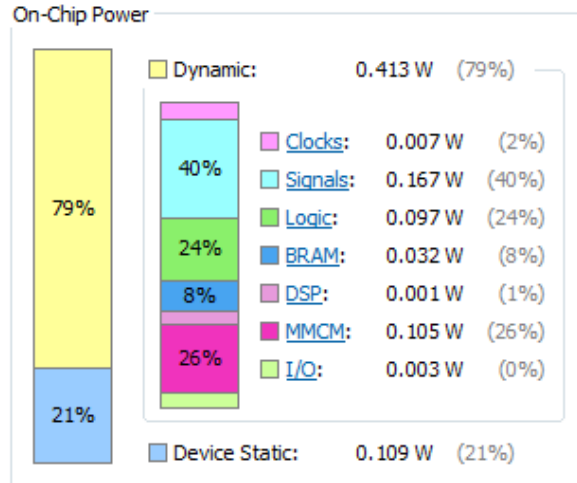 On-Chip Power
Dynamic: 0.413 W (79%)
Clocks: 0.007 W (2%)
40% Signals: 0.167 W (40%)
79%
24% Logic: 0.097 W (24%)
BRAM: 0.032 W (8%)
8% DSP: 0.001 W (1%)
26% MMCM: 0.105 W (26%)
I/O: 0.003 W (0%)
21%
Device Static: 0.109 W (21%)